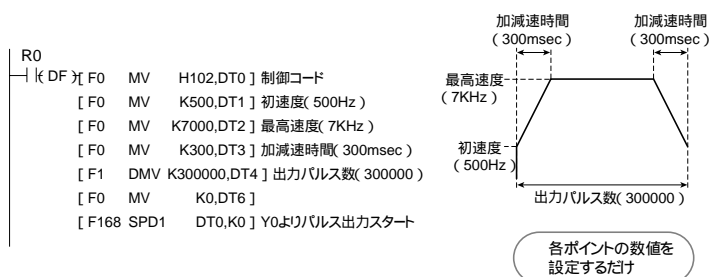 R0
( DF ) [ F0 MV H102,DT0 ] 制御コード
[ F0 MV K500,DT1 ] 初速度( 500Hz )
[ F0 MV K7000,DT2 ] 最高速度( 7KHz )
[ F0 MV K300,DT3 ] 加減速時間( 300msec )
[ F1 DMV K300000,DT4 ] 出力パルス数( 300000 )
[ F0 MV K0,DT6 ]
[ F168 SPD1 DT0,K0 ] Y0よりパルス出力スタート
加減速時間
( 300msec )
加減速時間
( 300msec )
最高速度
( 7KHz )
初速度
( 500Hz )
出力パルス数( 300000 )
各ポイントの数値を
設定するだけ